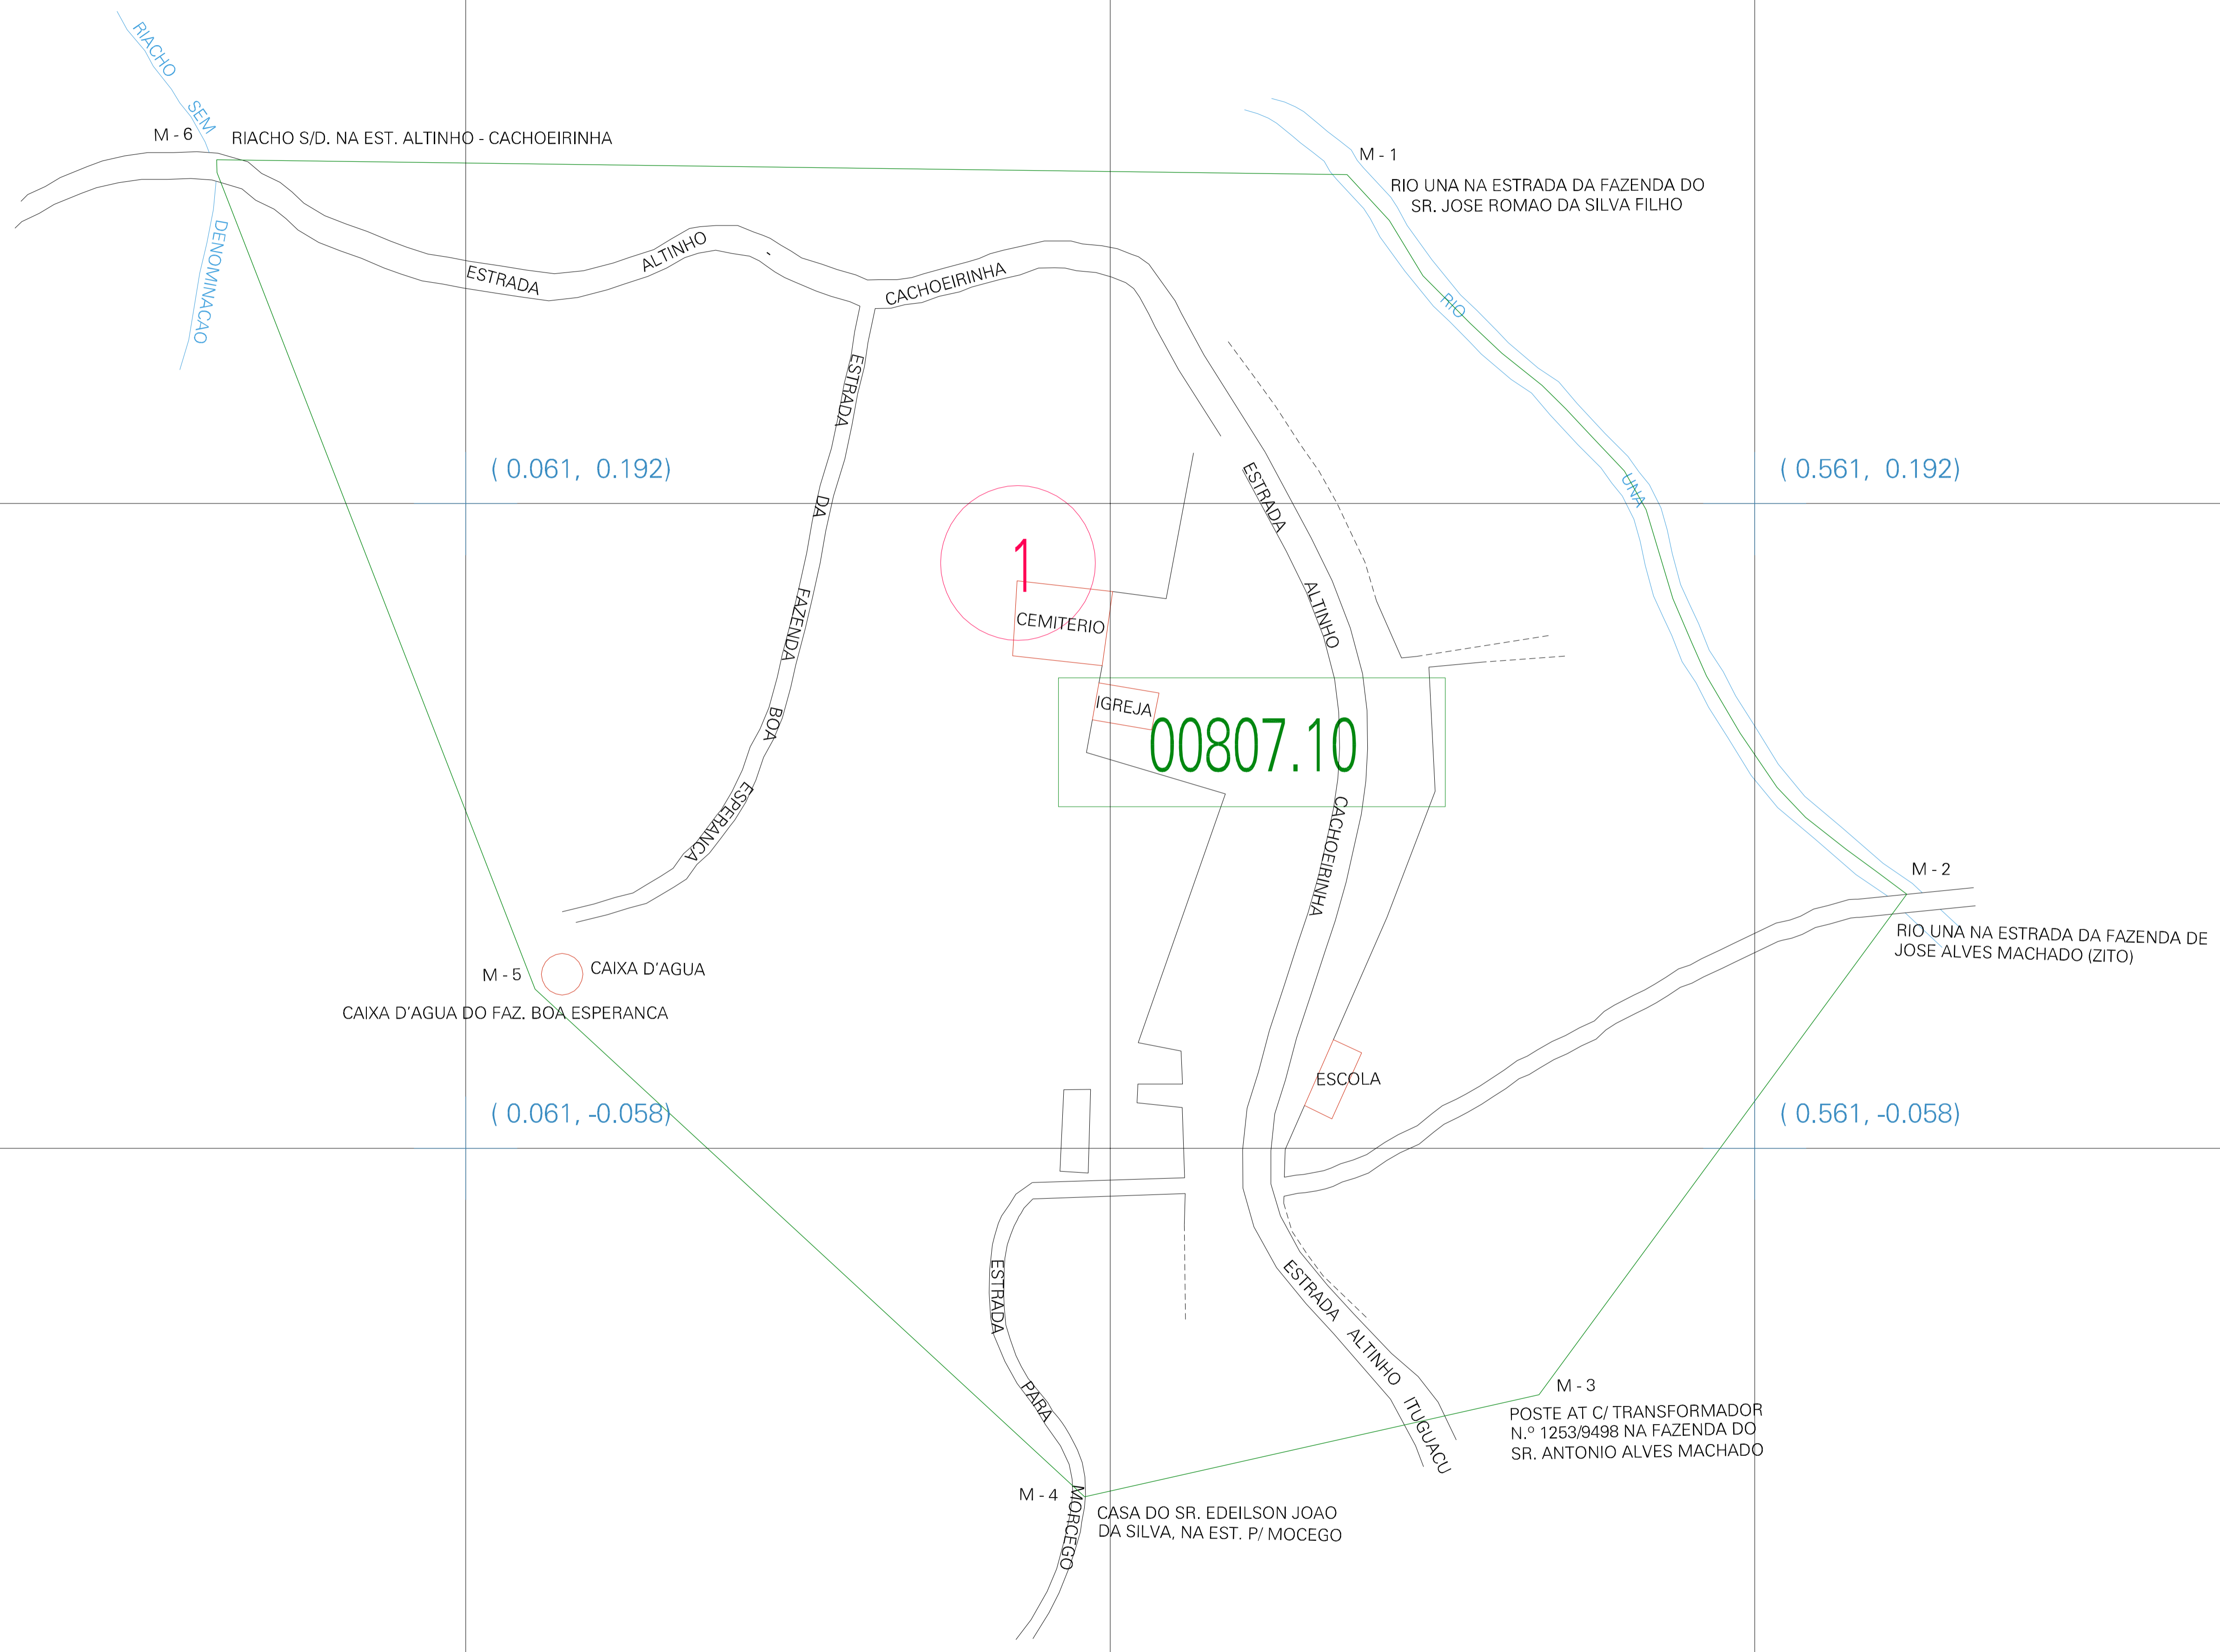 RIACHO
SEM
DENOMINACAO
M - 6
RIACHO S/D. NA EST. ALTINHO - CACHOEIRINHA
M - 1
RIO UNA NA ESTRADA DA FAZENDA DO
SR. JOSE ROMAO DA SILVA FILHO
ESTRADA
ALTINHO
-
CACHOEIRINHA
RIO
UNA
ESTRADA
DA
FAZENDA
BOA
ESPERANCA
( 0.061, 0.192)
( 0.561, 0.192)
ESTRADA
ALTINHO
CACHOEIRINHA
1
CEMITERIO
IGREJA
00807.10
M - 2
RIO UNA NA ESTRADA DA FAZENDA DE
JOSE ALVES MACHADO (ZITO)
M - 5
CAIXA D'AGUA
CAIXA D'AGUA DO FAZ. BOA ESPERANCA
ESCOLA
( 0.061, -0.058)
( 0.561, -0.058)
ESTRADA
PARA
MORCEGO
ESTRADA
ALTINHO
ITUGUACU
M - 3
POSTE AT C/ TRANSFORMADOR
N.º 1253/9498 NA FAZENDA DO
SR. ANTONIO ALVES MACHADO
M - 4
CASA DO SR. EDEILSON JOAO
DA SILVA, NA EST. P/ MOCEGO